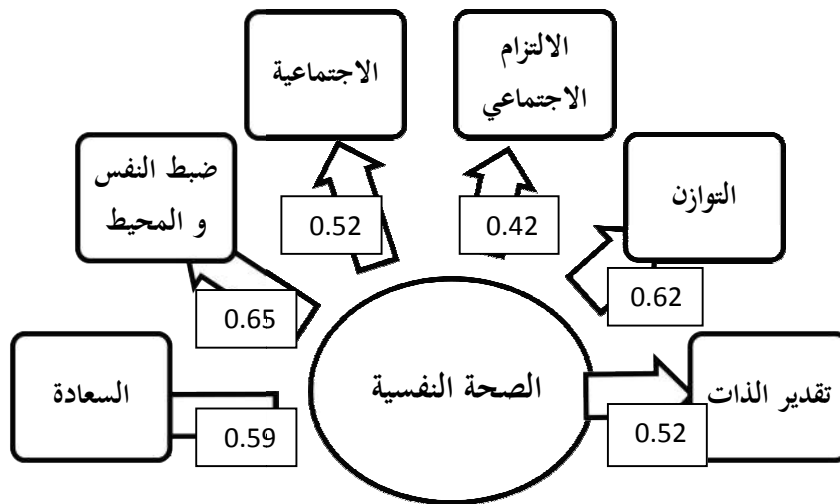 الالتزام
الاجتماعي
الاجتماعية
ضبط النفس
و المحيط
التوازن
0.52
0.42
0.62
0.65
الصحة النفسية
تقدير الذات
السعادة
0.52
0.59